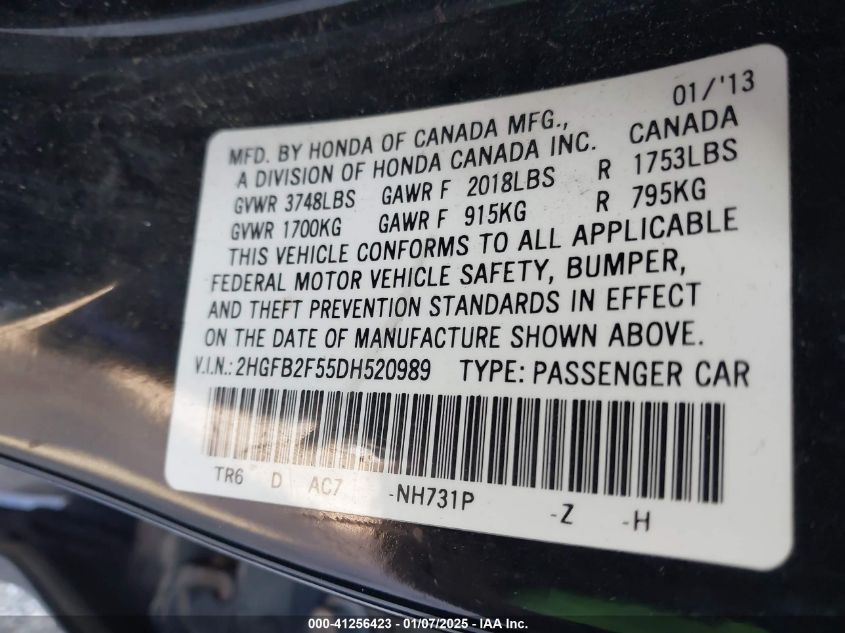 01/'13
MFD. BY HONDA OF CANADA MFG., CANADA
A DIVISION OF HONDA CANADA INC.
GVWR 3748LBS GAWR F 2018LBS R 1753LBS
GVWR 1700KG GAWR F 915KG R 795KG
THIS VEHICLE CONFORMS TO ALL APPLICABLE
FEDERAL MOTOR VEHICLE SAFETY, BUMPER,
AND THEFT PREVENTION STANDARDS IN EFFECT
ON THE DATE OF MANUFACTURE SHOWN ABOVE.
V.I.N.: 2HGFB2F55DH520989 TYPE: PASSENGER CAR
TR6 D AC7 -NH731P -Z -H
000-41256423 - 01/07/2025 - IAA Inc.